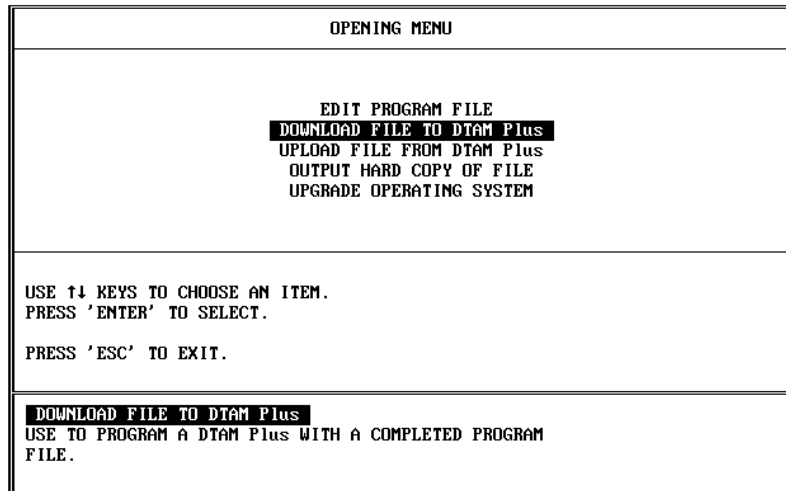 OPENING MENU
EDIT PROGRAM FILE
DOWNLOAD FILE TO DTAM Plus
UPLOAD FILE FROM DTAM Plus
OUTPUT HARD COPY OF FILE
UPGRADE OPERATING SYSTEM
USE ↑↓ KEYS TO CHOOSE AN ITEM.
PRESS 'ENTER' TO SELECT.
PRESS 'ESC' TO EXIT.
DOWNLOAD FILE TO DTAM Plus
USE TO PROGRAM A DTAM Plus WITH A COMPLETED PROGRAM
FILE.